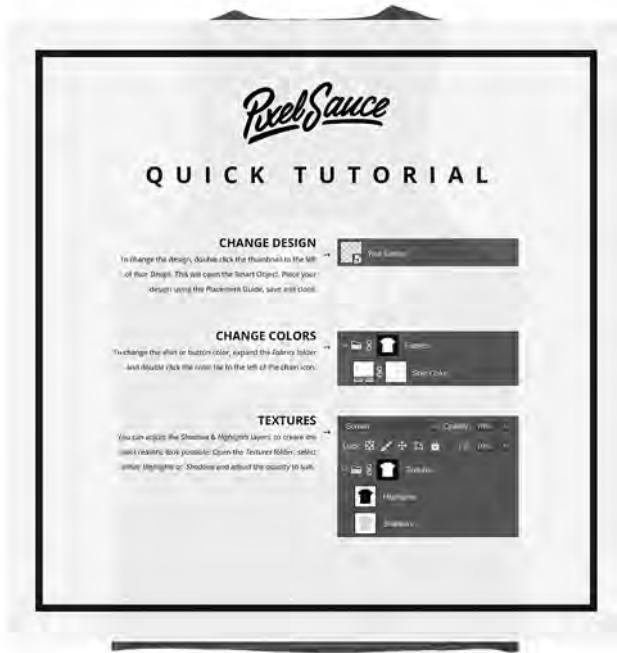 Pixel Sauce
QUICK TUTORIAL
CHANGE DESIGN
To change the design, double click the thumbnail to the left
of Your Design. This will open the Smart Object. Place your
design using the Placement Guide, save and close.
Your Design
CHANGE COLORS
To change the shirt or button color, expand the Fabrics folder
and double click the color tile to the left of the chain icon.
Fabrics
Shirt Color
TEXTURES
You can adjust the Shadows & Highlights layers, to create the
most realistic look possible. Open the Textures folder, select
either Highlights or Shadows and adjust the opacity to suit.
Screen
Opacity:
Lock:
Textures
Highlights
Shadows